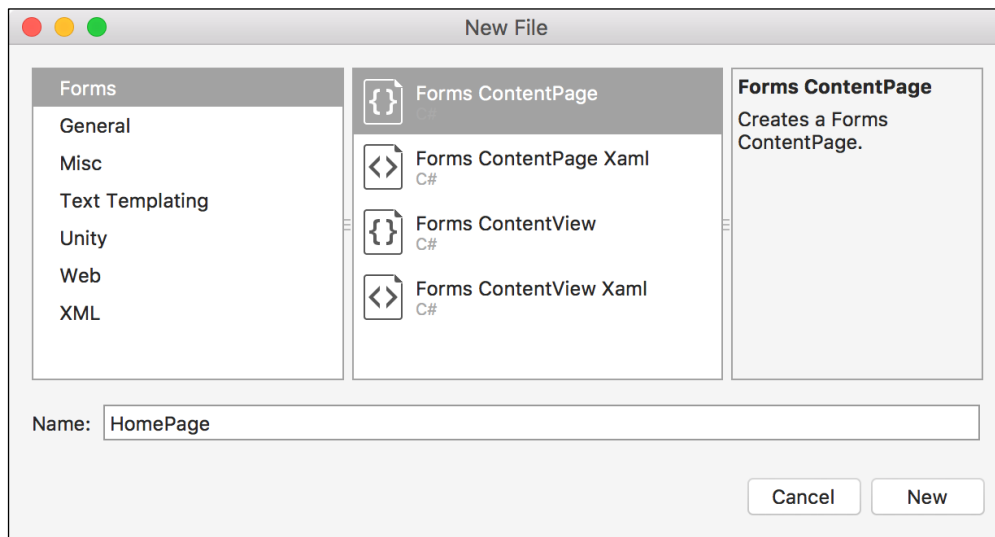 New File
Forms
General
Misc
Text Templating
Unity
Web
XML
Forms ContentPage
C#
Forms ContentPage Xaml
C#
Forms ContentView
C#
Forms ContentView Xaml
C#
Forms ContentPage
Creates a Forms
ContentPage.
Name: HomePage
Cancel New